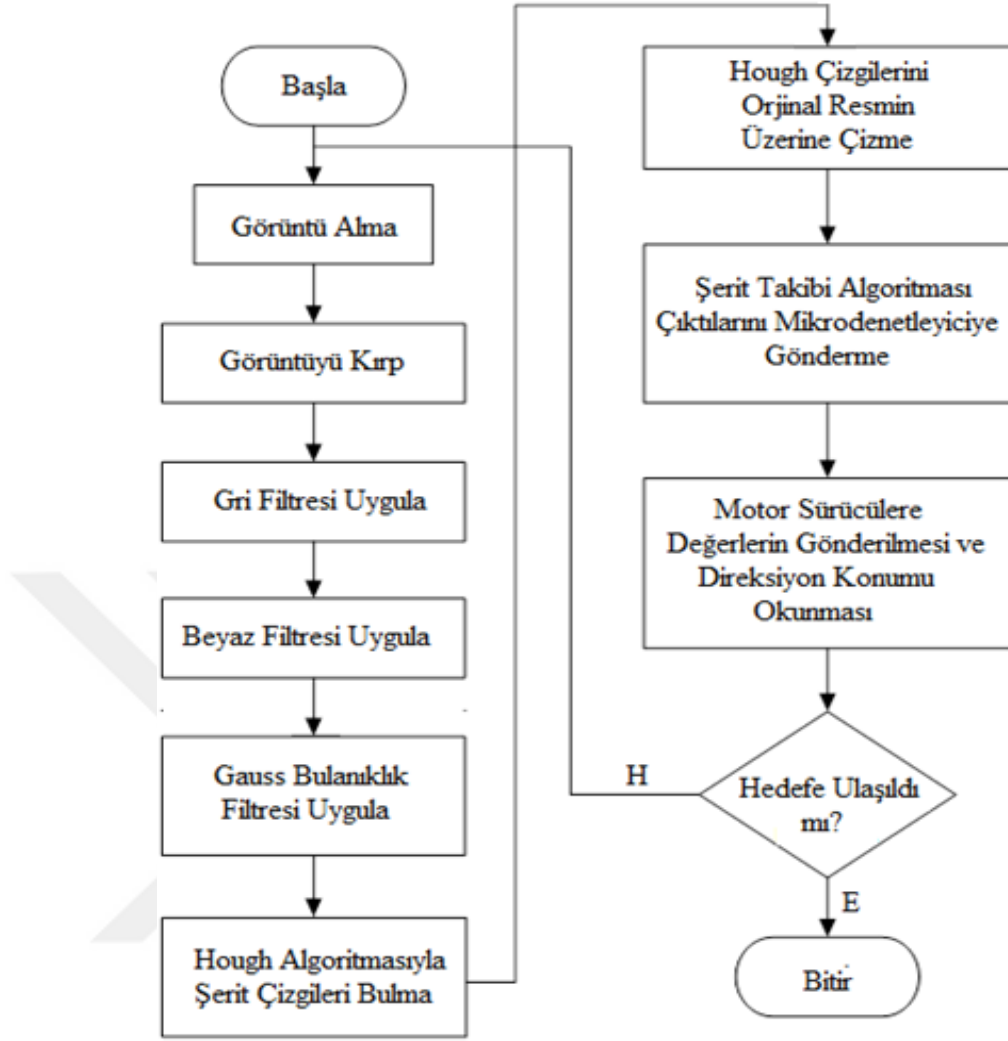 Başla
Görüntü Alma
Görüntüyü Kırp
Gri Filtresi Uygula
Beyaz Filtresi Uygula
Gauss Bulanıklık
Filtresi Uygula
Hough Algoritmasıyla
Şerit Çizgileri Bulma
Hough Çizgilerini
Orjinal Resmin
Üzerine Çizme
Şerit Takibi Algoritması
Çıktılarını Mikrodenetleyiciye
Gönderme
Motor Sürücülere
Değerlerin Gönderilmesi ve
Direksiyon Konumu
Okunması
Hedefe Ulaşıldı
mı?
H
E
Bitir